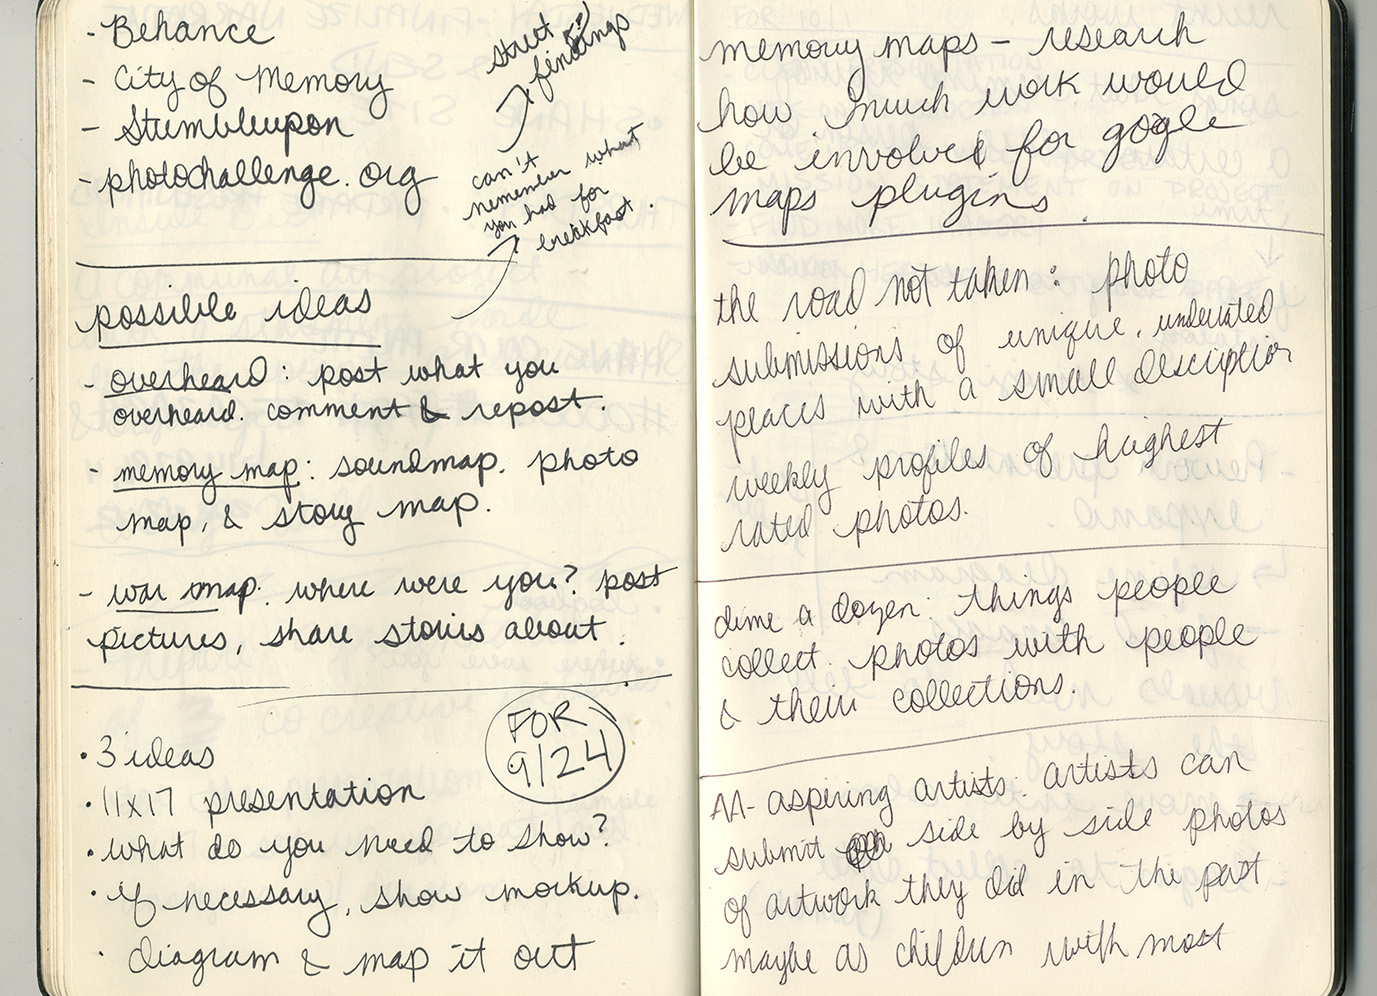 - Behance
- City of Memory
- Stumbleupon
- photochallenge.org
street
findings
can't
remember what
you had for
breakfast.
possible ideas
- overheard: post what you
overheard. comment & repost.
- memory map: soundmap. photo
map, & story map.
- war map. where were you? post
pictures, share stories about.
FOR
9/24
• 3 ideas
• 11x17 presentation
• what do you need to show?
• if necessary, show mockup.
• diagram & map it out
memory maps - research
how much work would
be involved for gogle
maps plugins.
the road not taken: photo
submissions of unique, underrated
places with a small description
weekly profiles of highest
rated photos.
dime a dozen: things people
collect. photos with people
& their collections.
AA- aspiring artists: artists can
submit side by side photos
of artwork they did in the past,
maybe as children with most